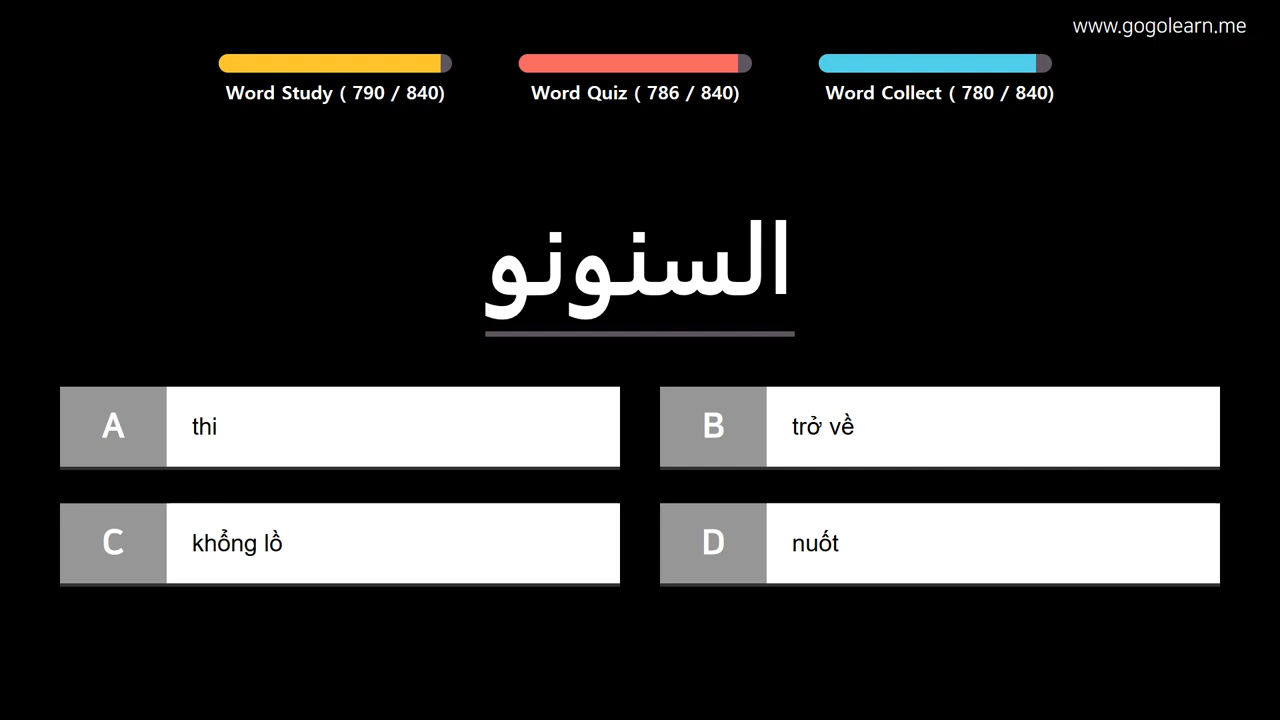 www.gogolearn.me
Word Study ( 790 / 840)
Word Quiz ( 786 / 840)
Word Collect ( 780 / 840)
السنونو
A thi
B trở về
C khổng lồ
D nuốt